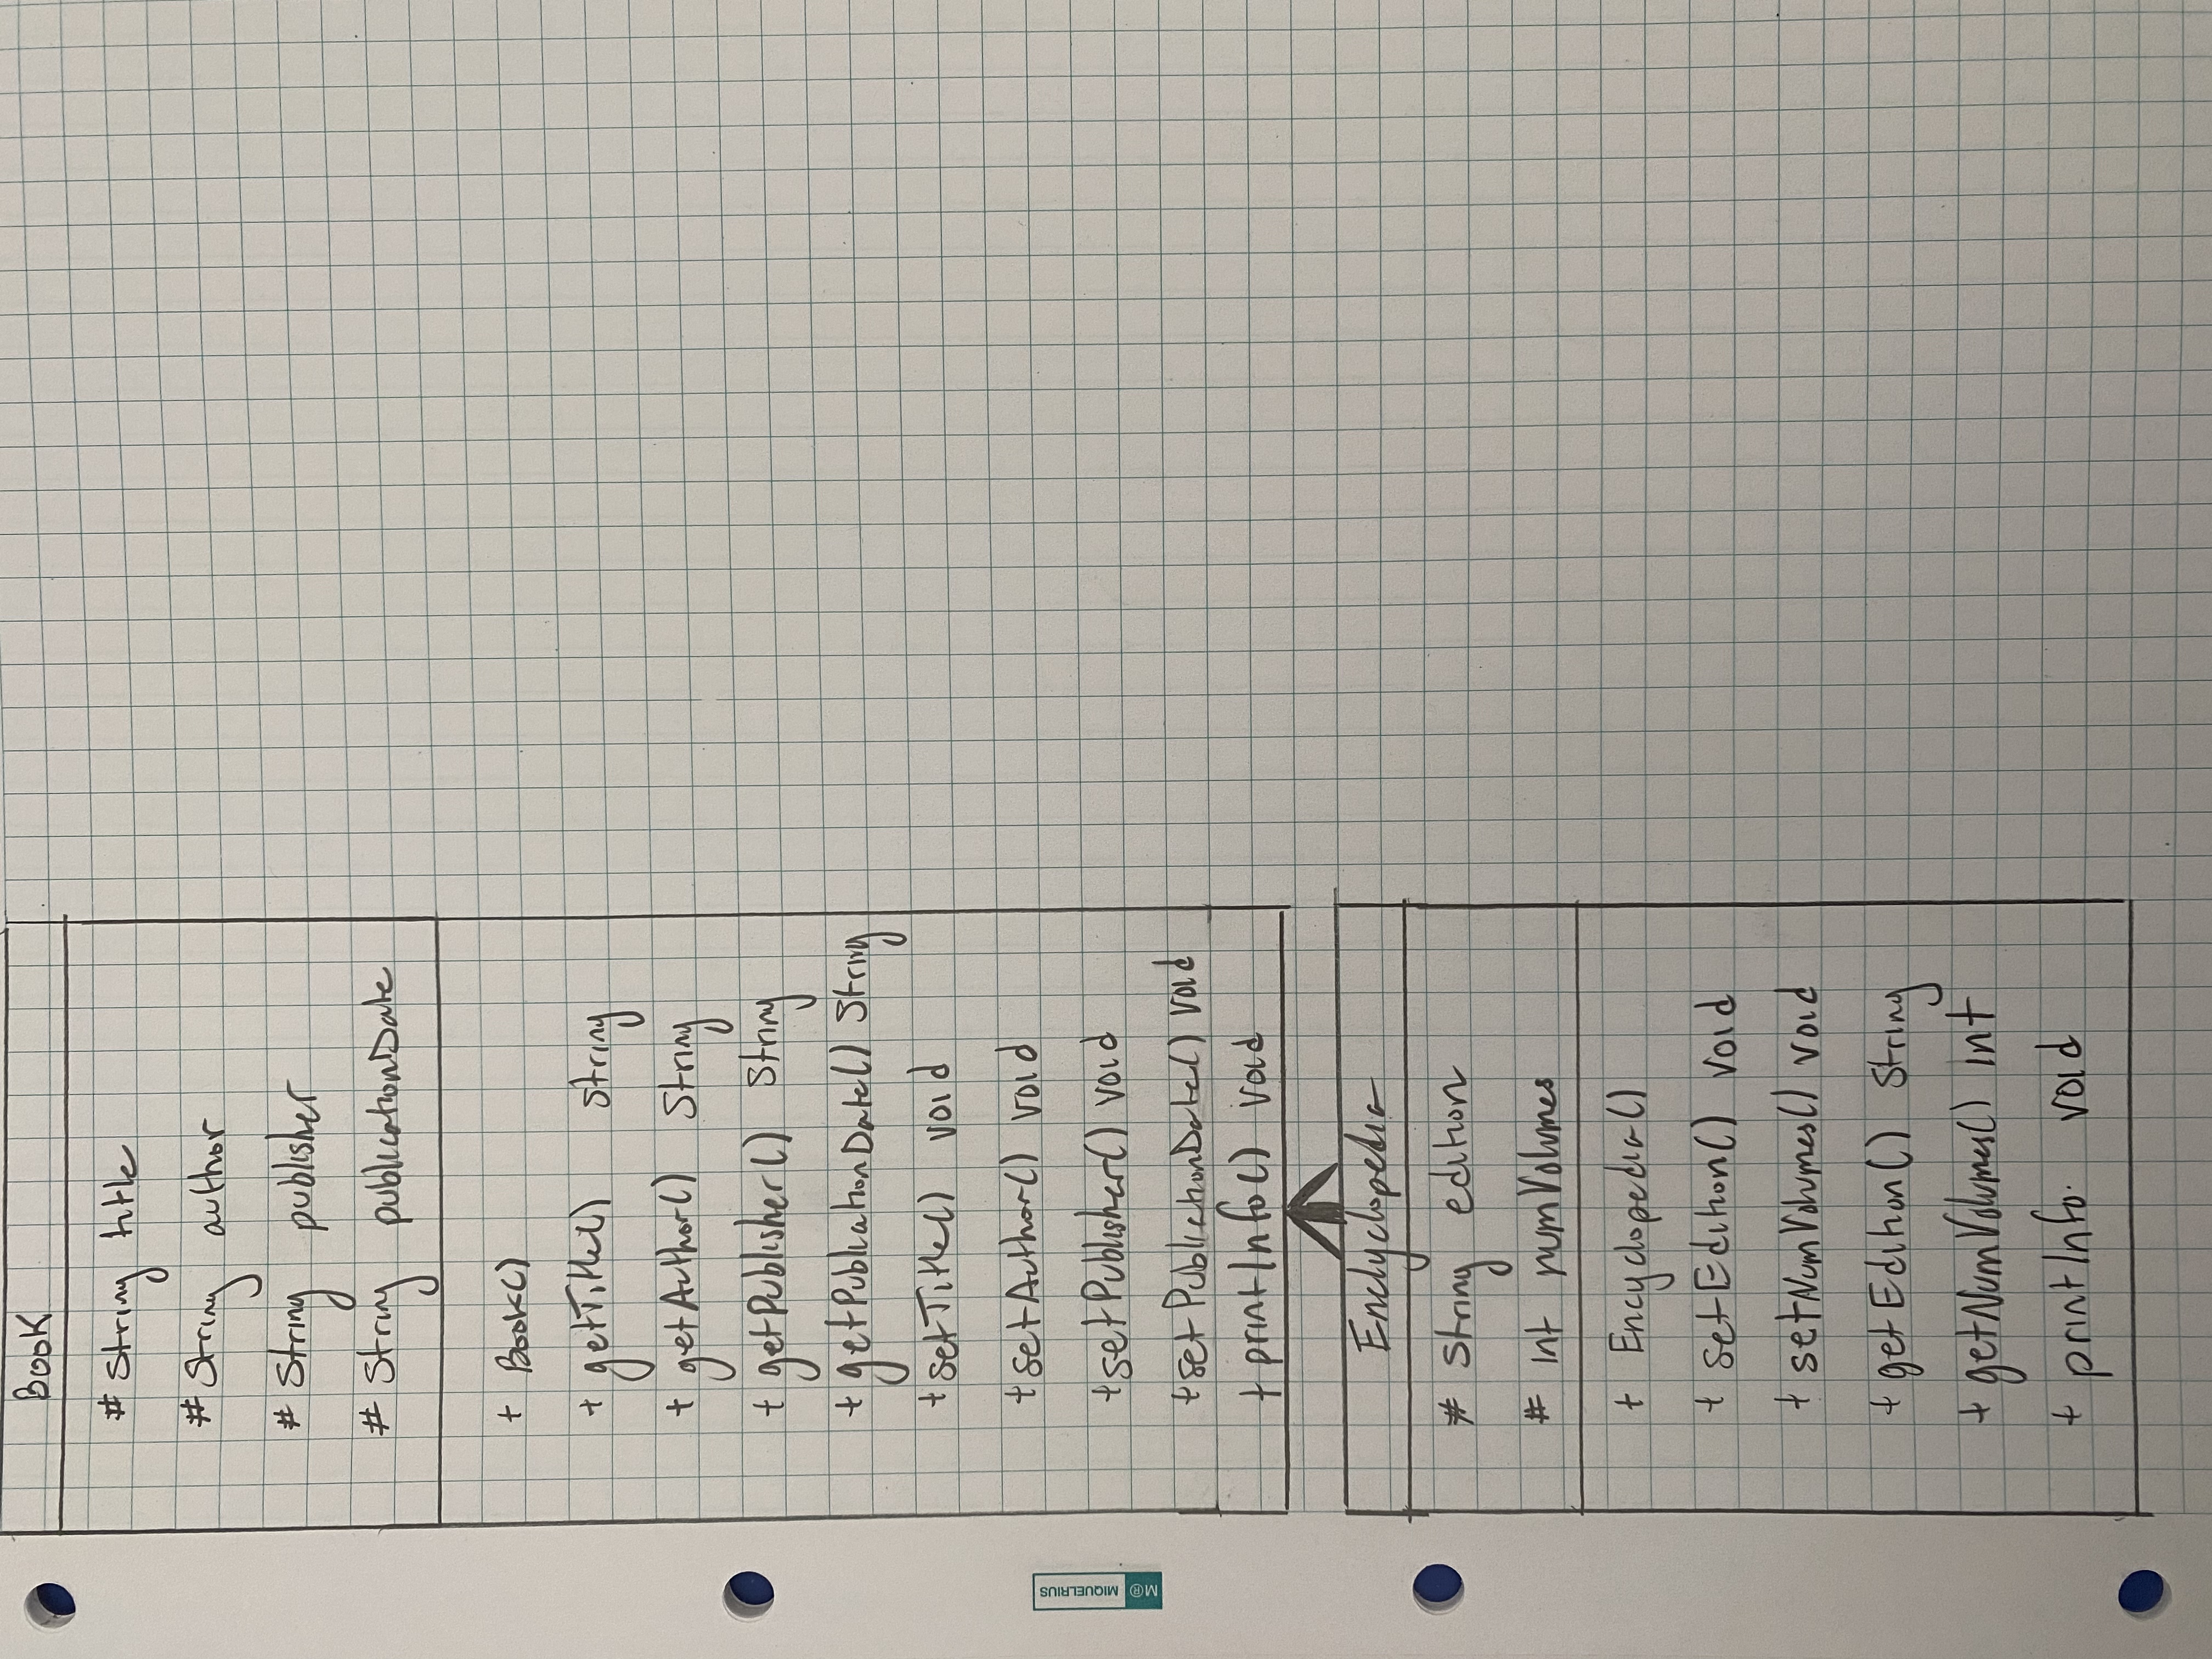 Book
# String title
# String author
# String publisher
# String publicationDate
+ Book()
+ getTitle() String
+ getAuthor() String
+ getPublisher() String
+ getPublicationDate() String
+ setTitle() void
+ setAuthor() void
+ setPublisher() void
+ setPublictionDate() void
+ printInfo() void
Enclyclopedia
# String edition
# int numVolumes
+ Encyclopedia()
+ setEdition() void
+ setNumVolumes() void
+ getEdition() String
+ getNumVolumes() int
+ printInfo. void
M® MIQUELRIUS